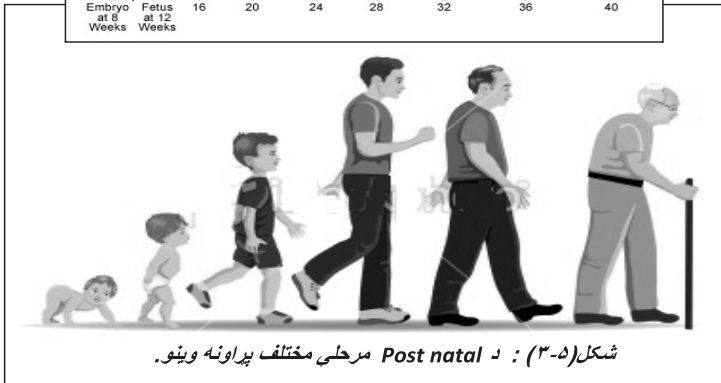 Embryo Fetus 16 20 24 28 32 36 40
at 8 at 12
Weeks Weeks
شکل(۵-۳) : د Post natal مرحلې مختلف پړاونه وینو.